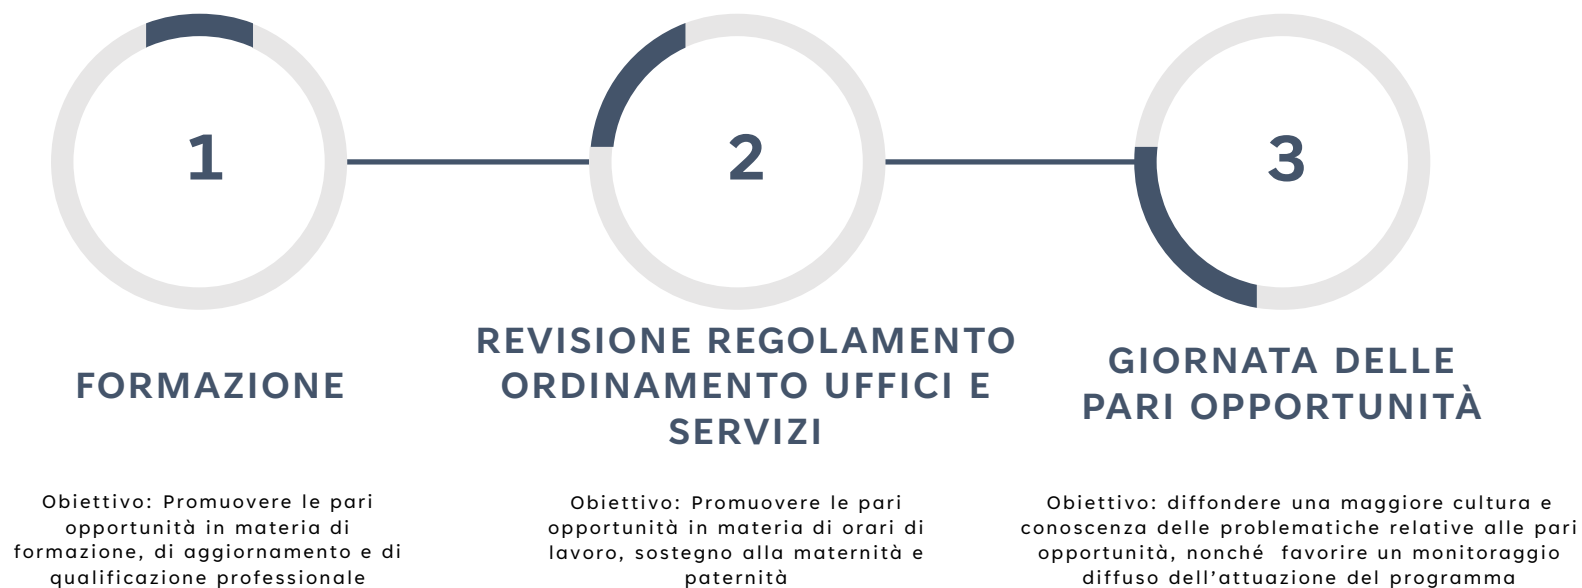 1
FORMAZIONE
Obiettivo: Promuovere le pari
opportunità in materia di
formazione, di aggiornamento e di
qualificazione professionale
2
REVISIONE REGOLAMENTO
ORDINAMENTO UFFICI E
SERVIZI
Obiettivo: Promuovere le pari
opportunità in materia di orari di
lavoro, sostegno alla maternità e
paternità
3
GIORNATA DELLE
PARI OPPORTUNITÀ
Obiettivo: diffondere una maggiore cultura e
conoscenza delle problematiche relative alle pari
opportunità, nonché  favorire un monitoraggio
diffuso dell’attuazione del programma